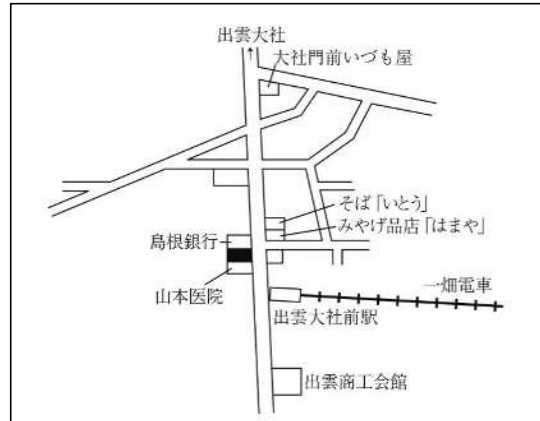 出雲大社
↑大社門前いづも屋
そば「いとう」
みやげ品店「はまや」
島根銀行
山本医院
一畑電車
出雲大社前駅
出雲商工会館